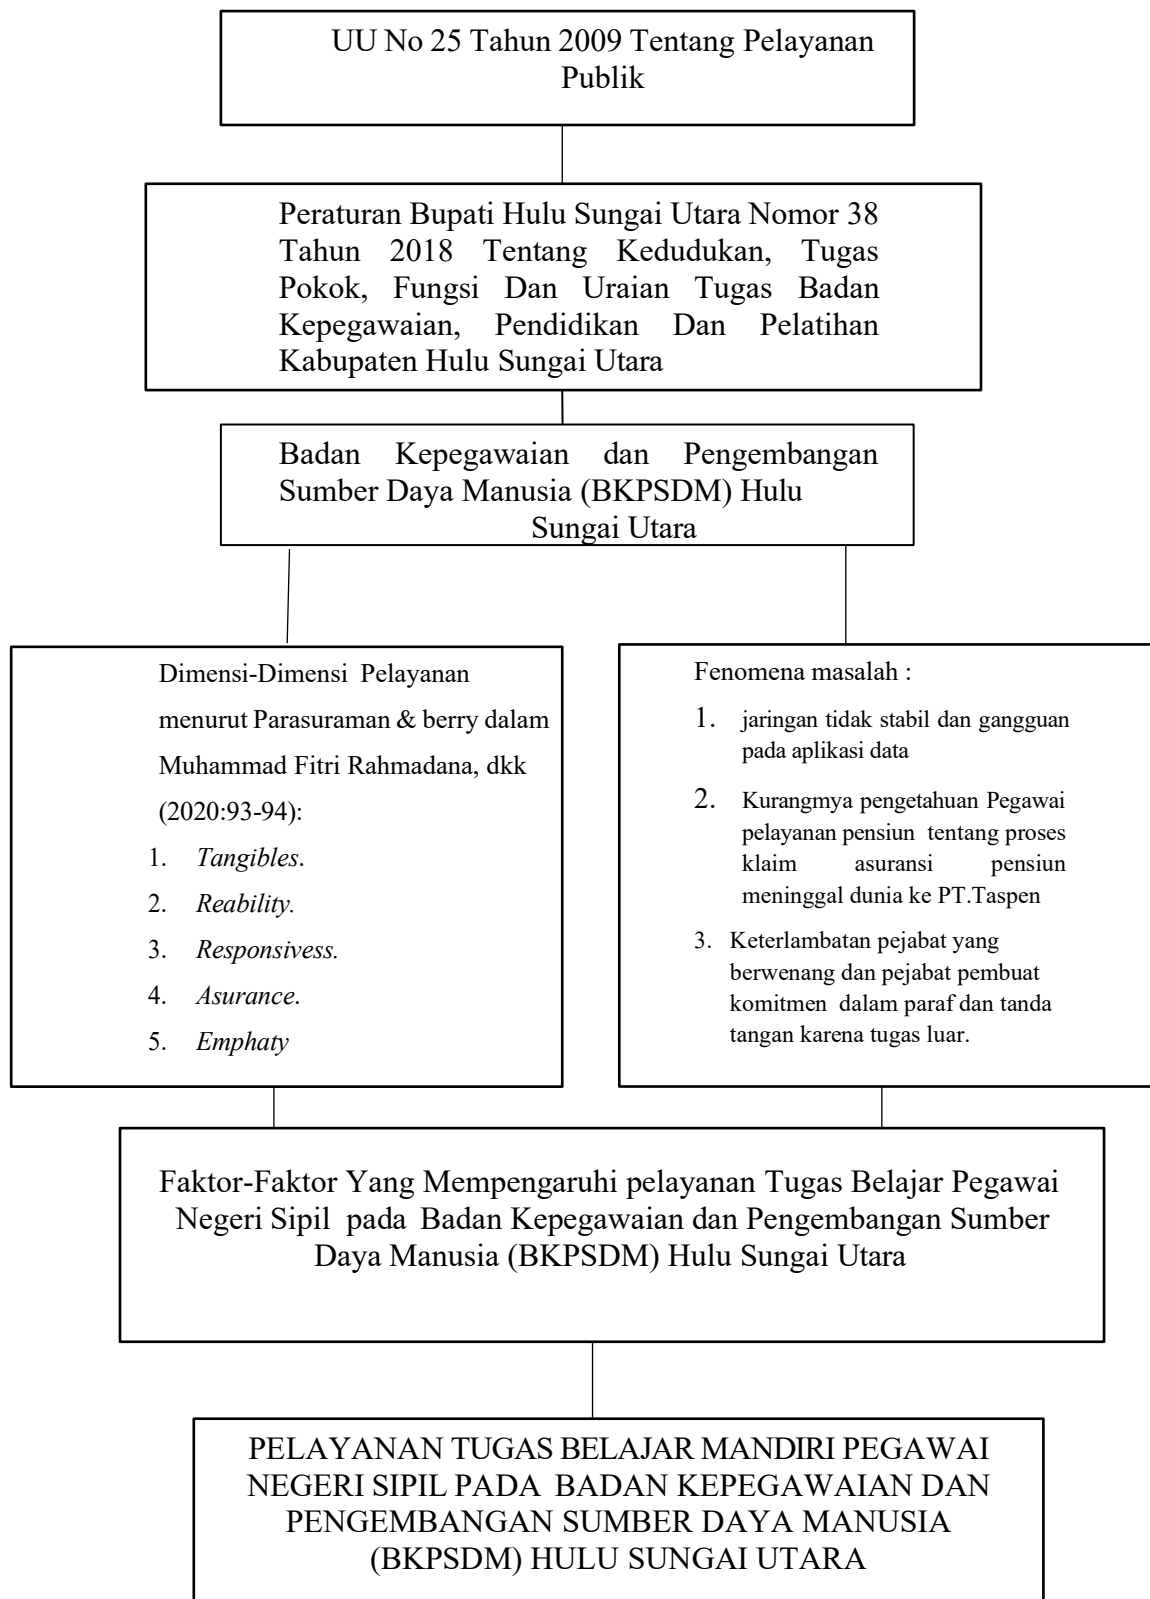 UU No 25 Tahun 2009 Tentang Pelayanan
Publik
Peraturan Bupati Hulu Sungai Utara Nomor 38
Tahun 2018 Tentang Kedudukan, Tugas
Pokok, Fungsi Dan Uraian Tugas Badan
Kepegawaian, Pendidikan Dan Pelatihan
Kabupaten Hulu Sungai Utara
Badan Kepegawaian dan Pengembangan
Sumber Daya Manusia (BKPSDM) Hulu
Sungai Utara
Dimensi-Dimensi Pelayanan
menurut Parasuraman & berry dalam
Muhammad Fitri Rahmadana, dkk
(2020:93-94):
1. Tangibles.
2. Reability.
3. Responsivess.
4. Asurance.
5. Emphaty
Fenomena masalah :
1. jaringan tidak stabil dan gangguan
pada aplikasi data
2. Kurangmya pengetahuan Pegawai
pelayanan pensiun tentang proses
klaim asuransi pensiun
meninggal dunia ke PT.Taspen
3. Keterlambatan pejabat yang
berwenang dan pejabat pembuat
komitmen dalam paraf dan tanda
tangan karena tugas luar.
Faktor-Faktor Yang Mempengaruhi pelayanan Tugas Belajar Pegawai
Negeri Sipil pada Badan Kepegawaian dan Pengembangan Sumber
Daya Manusia (BKPSDM) Hulu Sungai Utara
PELAYANAN TUGAS BELAJAR MANDIRI PEGAWAI
NEGERI SIPIL PADA BADAN KEPEGAWAIAN DAN
PENGEMBANGAN SUMBER DAYA MANUSIA
(BKPSDM) HULU SUNGAI UTARA